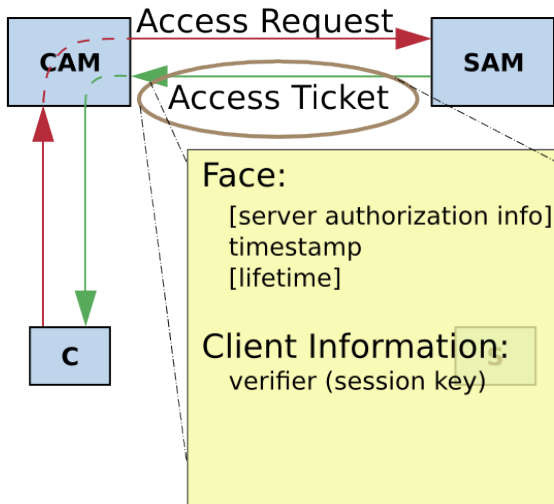 Access Request
CAM
SAM
Access Ticket
Face:
[server authorization info]
timestamp
[lifetime]
C
Client Information:
S
verifier (session key)